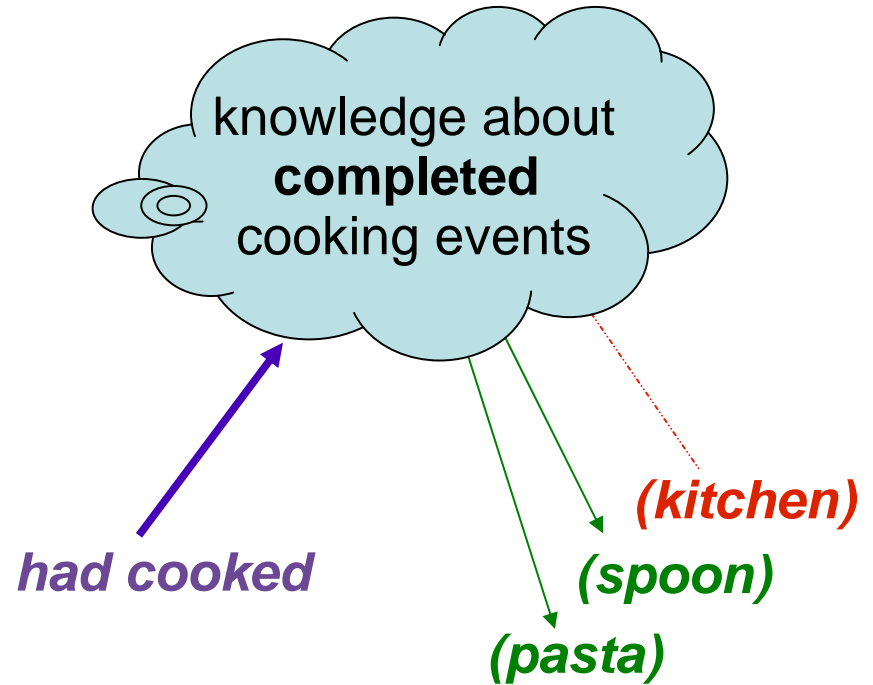 knowledge about
completed
cooking events
(kitchen)
had cooked
(spoon)
(pasta)